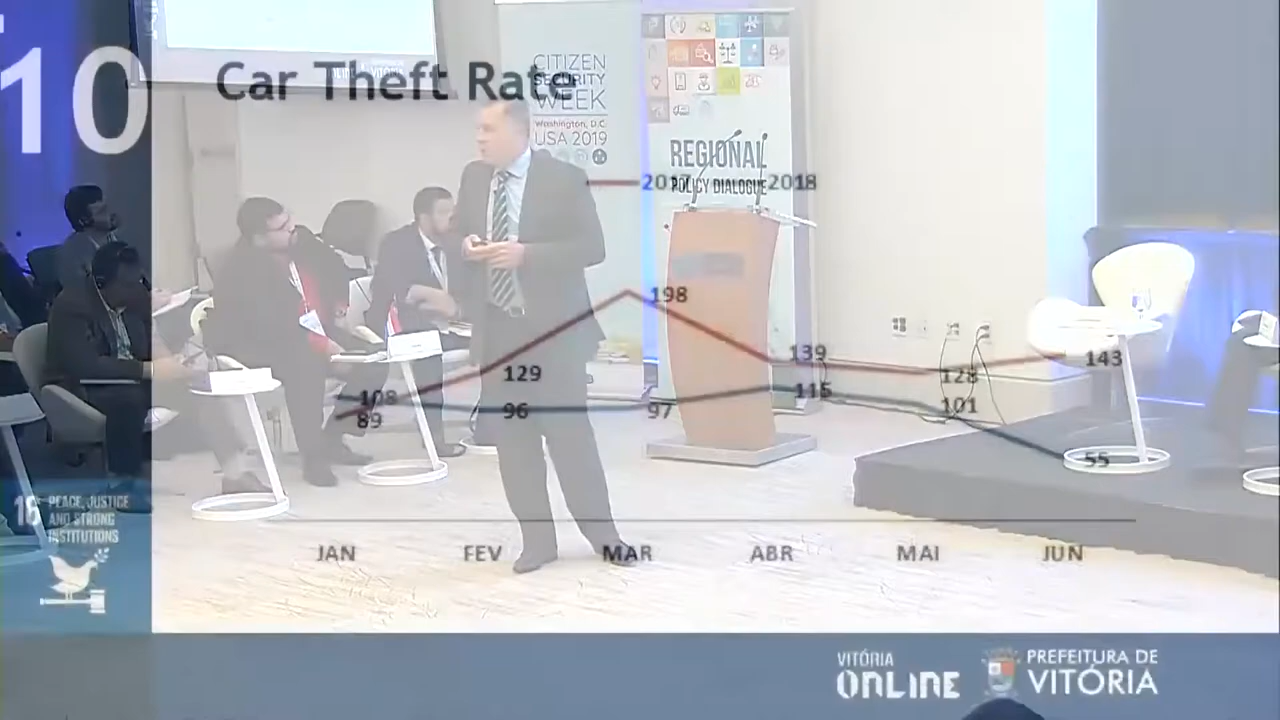 10
Car Theft Rate
CITIZEN
SECURITY
WEEK
Washington, D.C.
USA 2019
REGIONAL
POLICY DIALOGUE
2017
2018
198
139
143
129
128
108
115
101
89
96
97
55
JAN FEV MAR ABR MAI JUN
16 PEACE, JUSTICE
AND STRONG
INSTITUTIONS
VITÓRIA
ONLINE
PREFEITURA DE
VITÓRIA